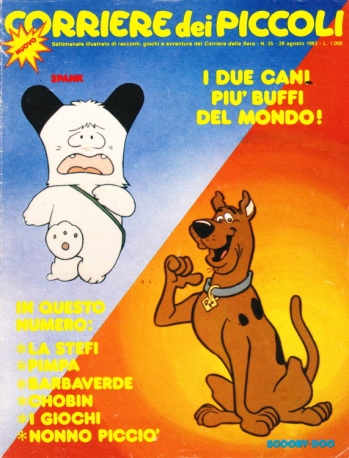 CORRIERE dei PICCOLI
NUOVO
Settimanale illustrato di racconti, giochi e avventure del Corriere della Sera - N. 35 - 28 agosto 1982 - L. 1.000
SPANK
I DUE CANI
PIU' BUFFI
DEL MONDO!
IN QUESTO
NUMERO:
*LA STEFI
*PIMPA
*BARBAVERDE
*CHOBIN
*I GIOCHI
*NONNO PICCIO'
SCOOBY-DOO